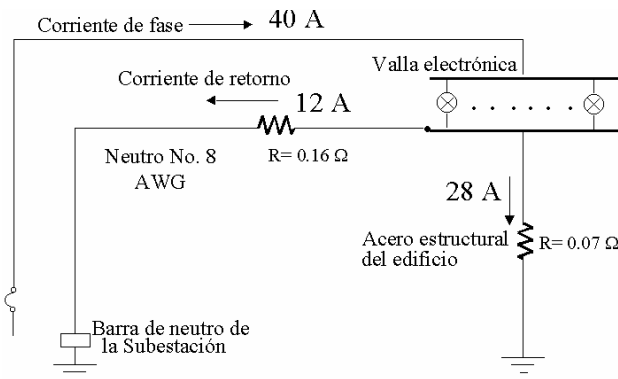 Corriente de fase
40 A
Valla electrónica
Corriente de retorno
12 A
Neutro No. 8
AWG
R= 0.16 Ω
28 A
Acero estructural
del edificio
R= 0.07 Ω
Barra de neutro de
la Subestación